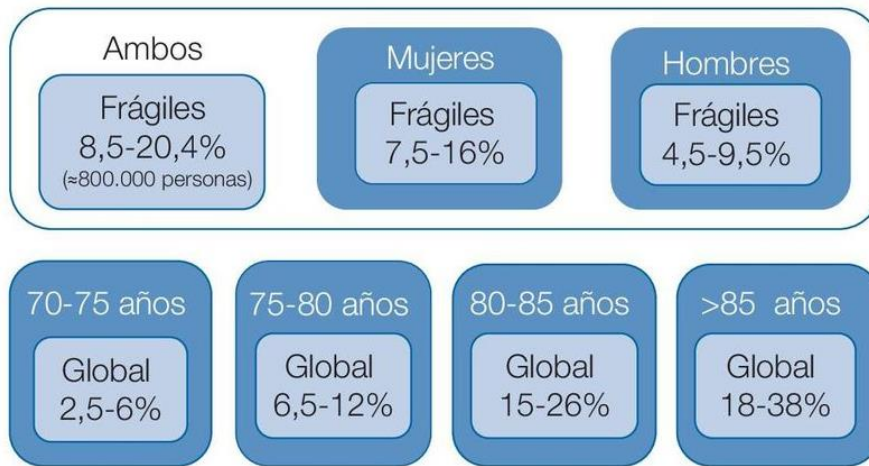 Ambos
Frágiles
8,5-20,4%
(≈800.000 personas)
Mujeres
Frágiles
7,5-16%
Hombres
Frágiles
4,5-9,5%
70-75 años
Global
2,5-6%
75-80 años
Global
6,5-12%
80-85 años
Global
15-26%
>85 años
Global
18-38%